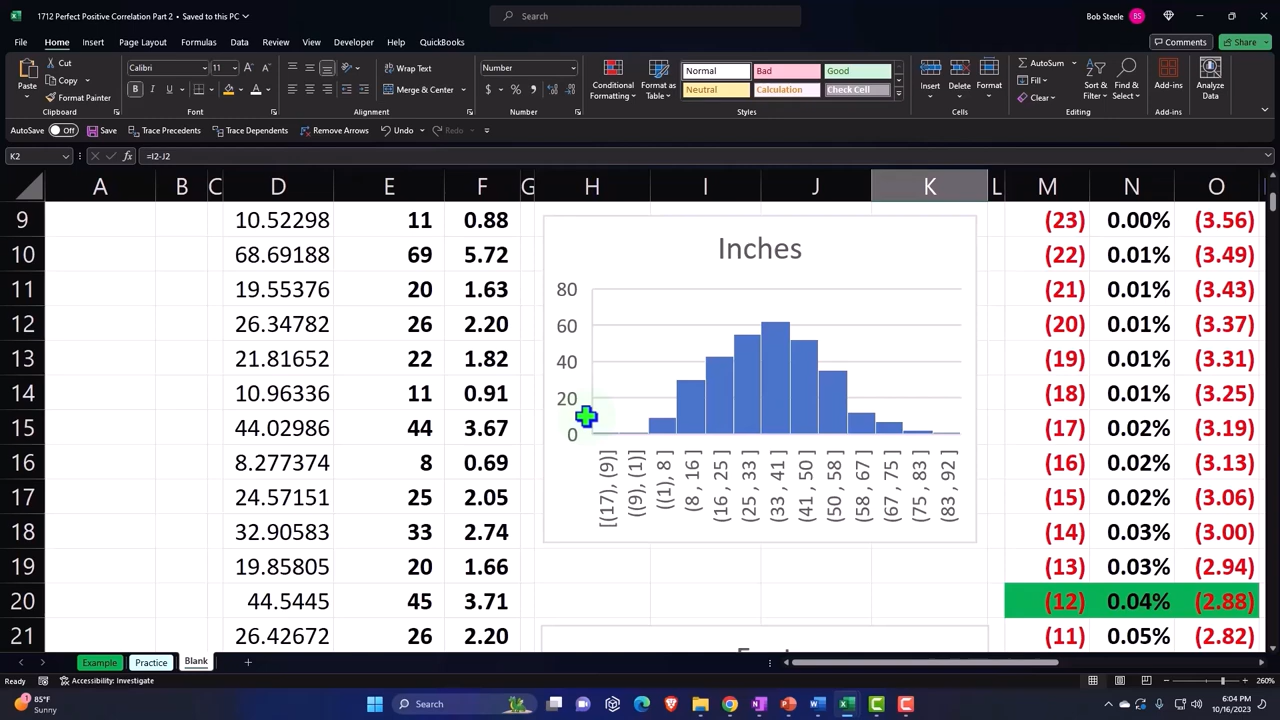 1712 Perfect Positive Correlation Part 2 • Saved to this PC
Search
Bob Steele
BS
File Home Insert Page Layout Formulas Data Review View Developer Help QuickBooks
Comments
Share
Paste
Cut
Copy
Format Painter
Clipboard
Calibri
11
B I U
Font
Wrap Text
Merge & Center
Alignment
Number
$ % 9
Number
Conditional Formatting
Format as Table
Normal Bad Good
Neutral Calculation Check Cell
Styles
Insert Delete Format
Cells
AutoSum
Fill
Clear
Sort & Filter
Find & Select
Editing
Add-ins
Add-ins
Analyze Data
AutoSave Off Save Trace Precedents Trace Dependents Remove Arrows Undo Redo
K2 fx =I2-J2
A B C D E F G H I J K L M N O
9 10.52298 11 0.88 (23) 0.00% (3.56)
10 68.69188 69 5.72 (22) 0.01% (3.49)
11 19.55376 20 1.63 (21) 0.01% (3.43)
12 26.34782 26 2.20 (20) 0.01% (3.37)
13 21.81652 22 1.82 (19) 0.01% (3.31)
14 10.96336 11 0.91 (18) 0.01% (3.25)
15 44.02986 44 3.67 (17) 0.02% (3.19)
16 8.277374 8 0.69 (16) 0.02% (3.13)
17 24.57151 25 2.05 (15) 0.02% (3.06)
18 32.90583 33 2.74 (14) 0.03% (3.00)
19 19.85805 20 1.66 (13) 0.03% (2.94)
20 44.5445 45 3.71 (12) 0.04% (2.88)
21 26.42672 26 2.20 (11) 0.05% (2.82)
Inches
80
60
40
20
0
[(17), (9)] ((9), (1)] ((1), 8 ] (8 , 16 ] (16 , 25 ] (25 , 33 ] (33 , 41 ] (41 , 50 ] (50 , 58 ] (58 , 67 ] (67 , 75 ] (75 , 83 ] (83 , 92 ]
Example Practice Blank
Ready
Accessibility: Investigate
260%
1
85°F
Sunny
Search
6:04 PM
10/16/2023